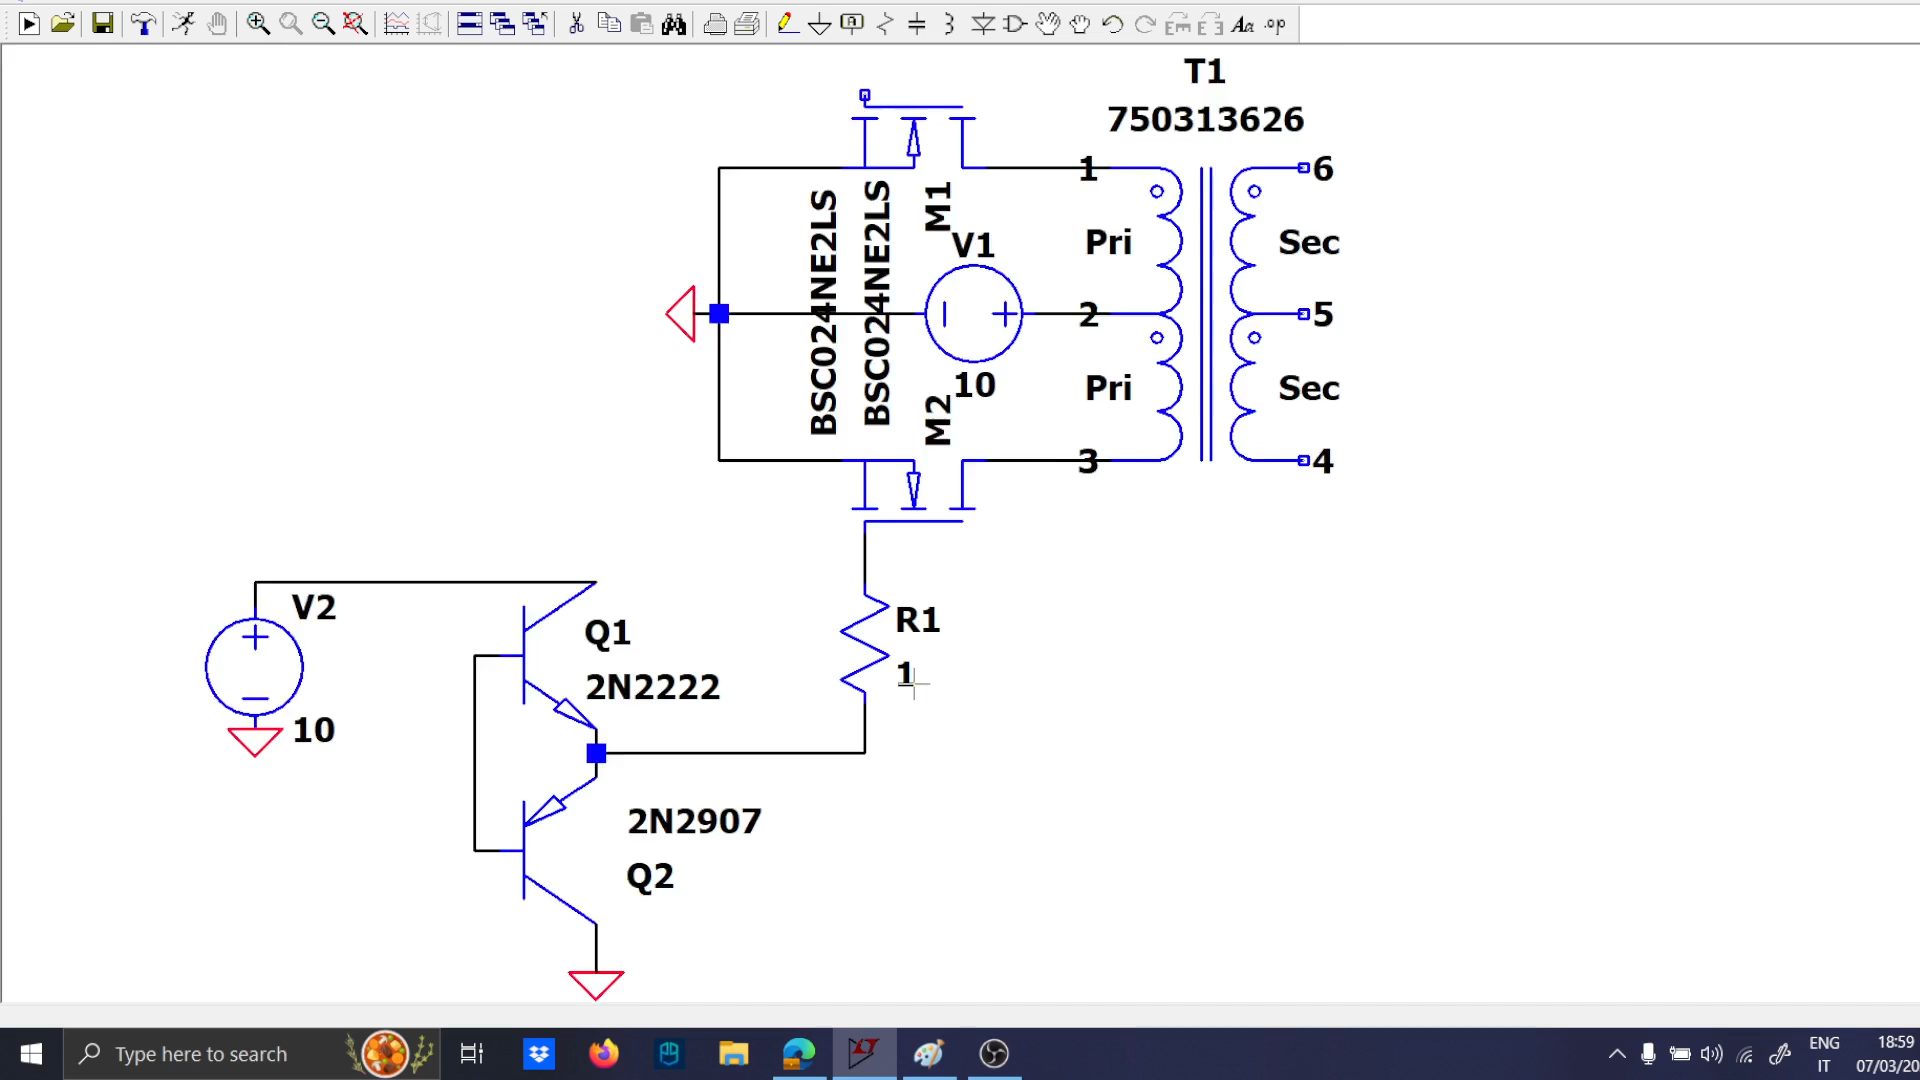 T1
750313626
1
6
BSC024NE2LS
BSC024NE2LS
M1
V1
Pri
Sec
2
5
10
M2
Pri
Sec
3
4
V2
10
Q1
2N2222
R1
1
2N2907
Q2
Type here to search
ENG
IT
18:59
07/03/20